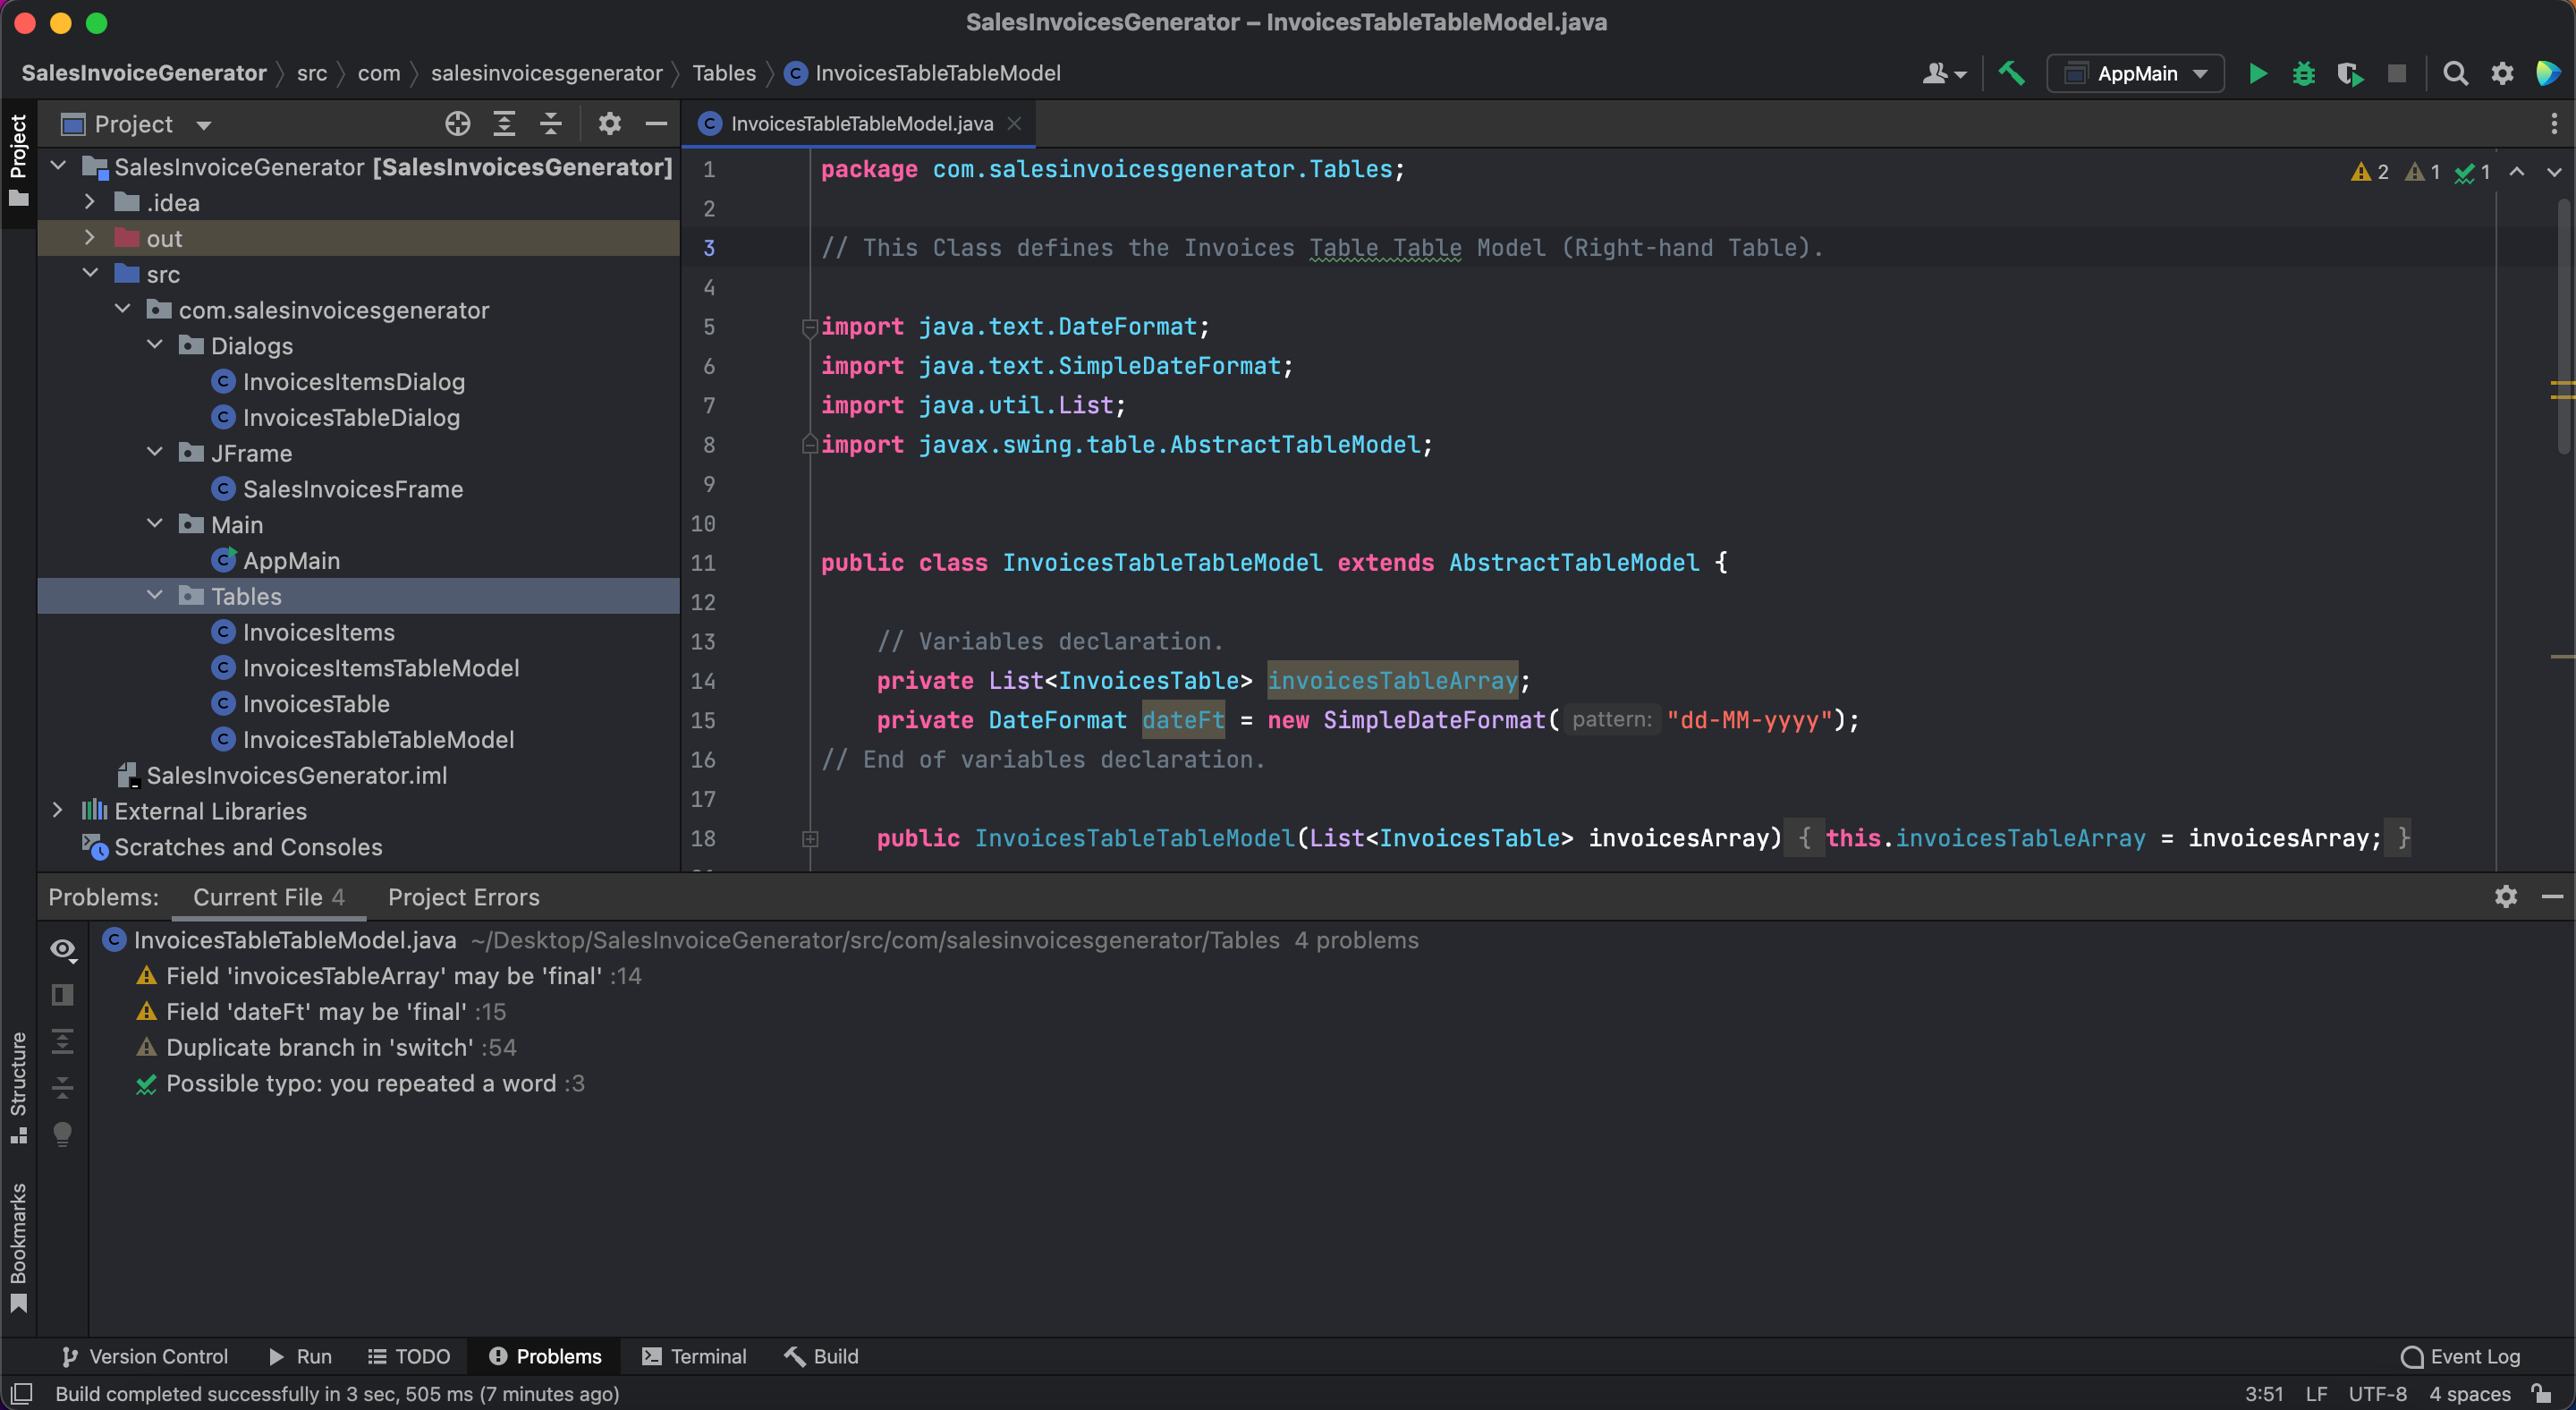 SalesInvoicesGenerator – InvoicesTableTableModel.java
SalesInvoiceGenerator src com salesinvoicesgenerator Tables C InvoicesTableTableModel AppMain
Project
Project
SalesInvoiceGenerator [SalesInvoicesGenerator]
.idea
out
src
com.salesinvoicesgenerator
Dialogs
C InvoicesItemsDialog
C InvoicesTableDialog
JFrame
C SalesInvoicesFrame
Main
C AppMain
Tables
C InvoicesItems
C InvoicesItemsTableModel
C InvoicesTable
C InvoicesTableTableModel
SalesInvoicesGenerator.iml
External Libraries
Scratches and Consoles
C InvoicesTableTableModel.java
2 1 1
1 package com.salesinvoicesgenerator.Tables;
2
3 // This Class defines the Invoices Table Table Model (Right-hand Table).
4
5 import java.text.DateFormat;
6 import java.text.SimpleDateFormat;
7 import java.util.List;
8 import javax.swing.table.AbstractTableModel;
9
10
11 public class InvoicesTableTableModel extends AbstractTableModel {
12
13 // Variables declaration.
14 private List<InvoicesTable> invoicesTableArray;
15 private DateFormat dateFt = new SimpleDateFormat( pattern: "dd-MM-yyyy");
16 // End of variables declaration.
17
18 public InvoicesTableTableModel(List<InvoicesTable> invoicesArray) { this.invoicesTableArray = invoicesArray; }
Problems: Current File 4 Project Errors
C InvoicesTableTableModel.java ~/Desktop/SalesInvoiceGenerator/src/com/salesinvoicesgenerator/Tables 4 problems
Field 'invoicesTableArray' may be 'final' :14
Field 'dateFt' may be 'final' :15
Duplicate branch in 'switch' :54
Possible typo: you repeated a word :3
Structure
Bookmarks
Version Control Run TODO Problems Terminal Build Event Log
Build completed successfully in 3 sec, 505 ms (7 minutes ago) 3:51 LF UTF-8 4 spaces